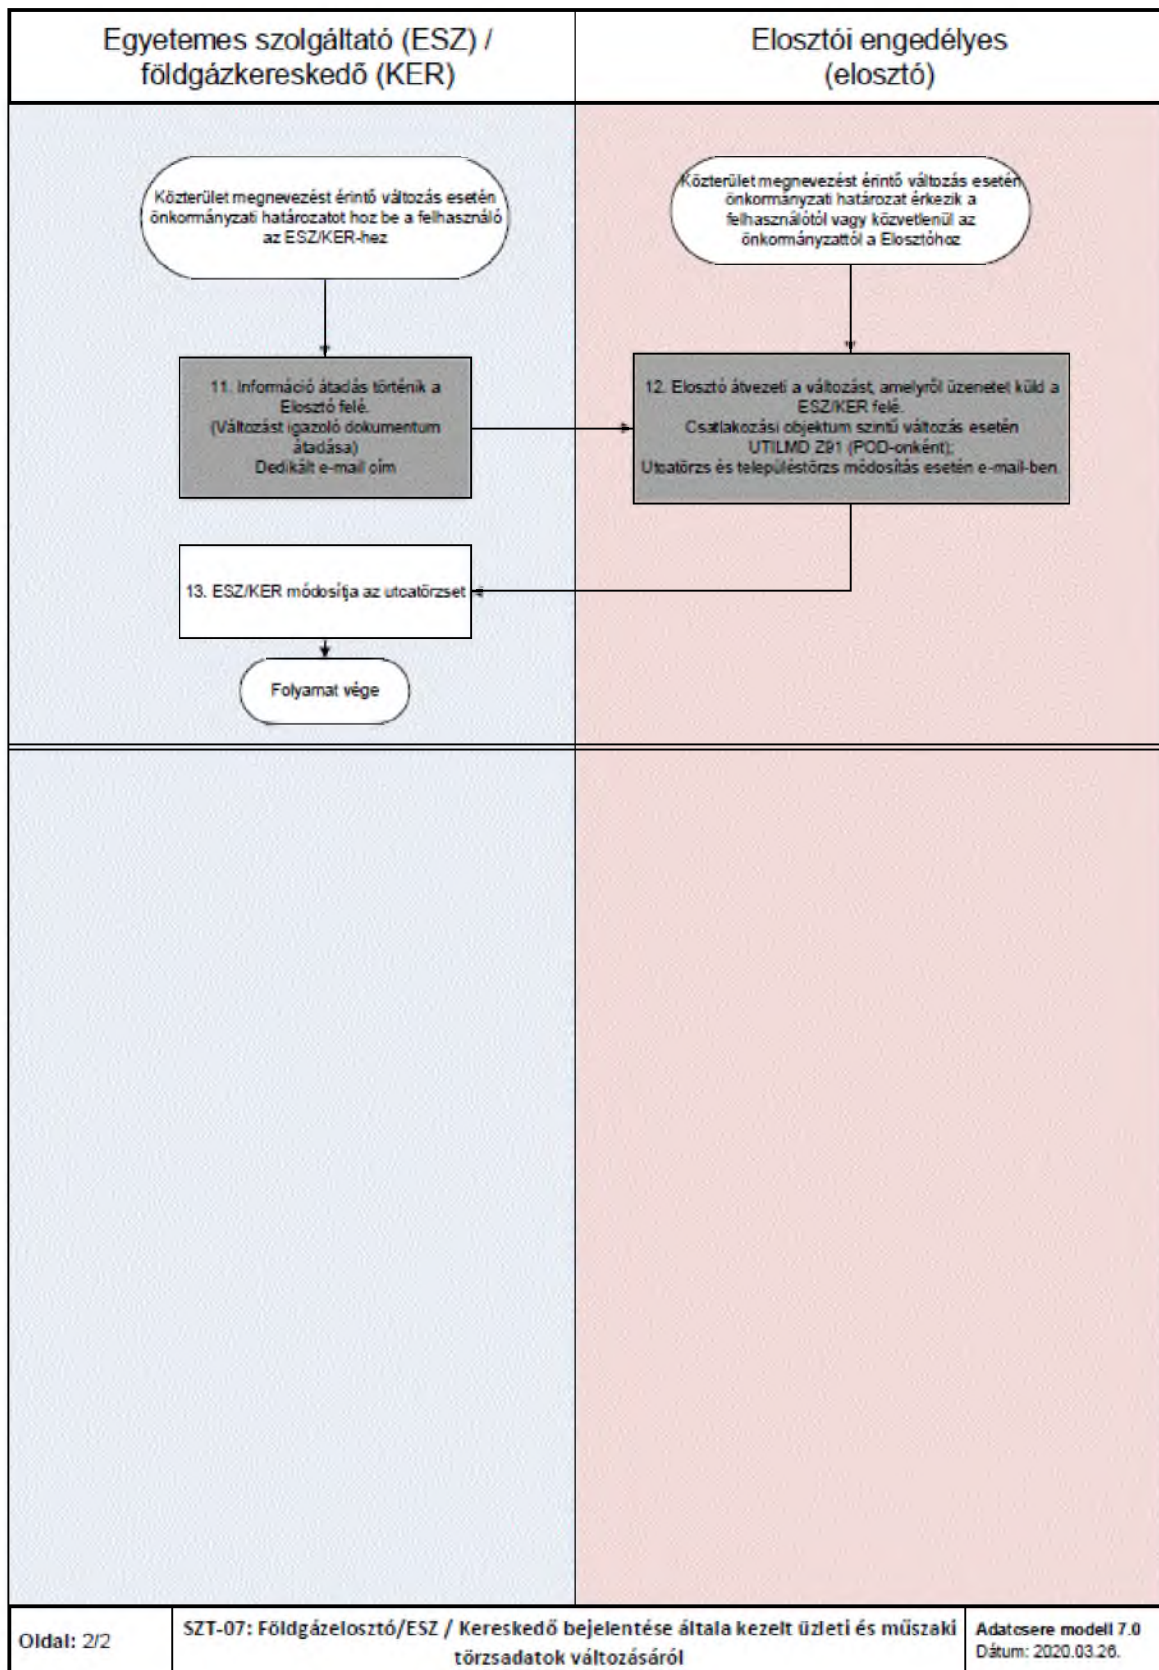 Egyetemes szolgáltató (ESZ) /
földgázkereskedő (KER)
Elosztói engedélyes
(elosztó)
Közterület megnevezést érintő változás esetén
önkormányzati határozatot hoz be a felhasználó
az ESZ/KER-hez
Közterület megnevezést érintő változás esetén
önkormányzati határozat érkezik a
felhasználótól vagy közvetlenül az
önkormányzattól a Elosztóhoz
11. Információ átadás történik a
Elosztó felé.
(Változást igazoló dokumentum
átadása)
Dedikált e-mail cím
12. Elosztó átvezeti a változást, amelyről üzenetet küld a
ESZ/KER felé.
Csatlakozási objektum szintű változás esetén
UTILMD Z91 (POD-onként);
Utcatörzs és településtörzs módosítás esetén e-mail-ben.
13. ESZ/KER módosítja az utcatörzset
Folyamat vége
Oldal: 2/2
SZT-07: Földgázelosztó/ESZ / Kereskedő bejelentése általa kezelt üzleti és műszaki
törzsadatok változásáról
Adatcsere modell 7.0
Dátum: 2020.03.26.